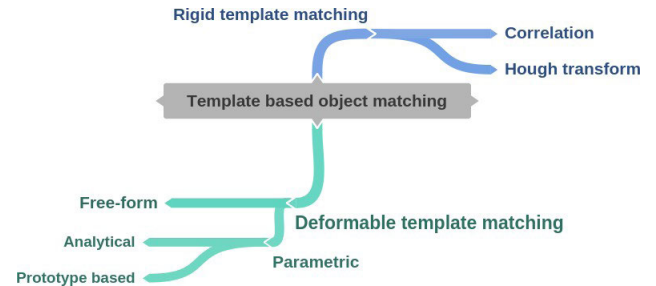 Rigid template matching
Correlation
Hough transform
Template based object matching
Free-form
Deformable template matching
Analytical
Parametric
Prototype based